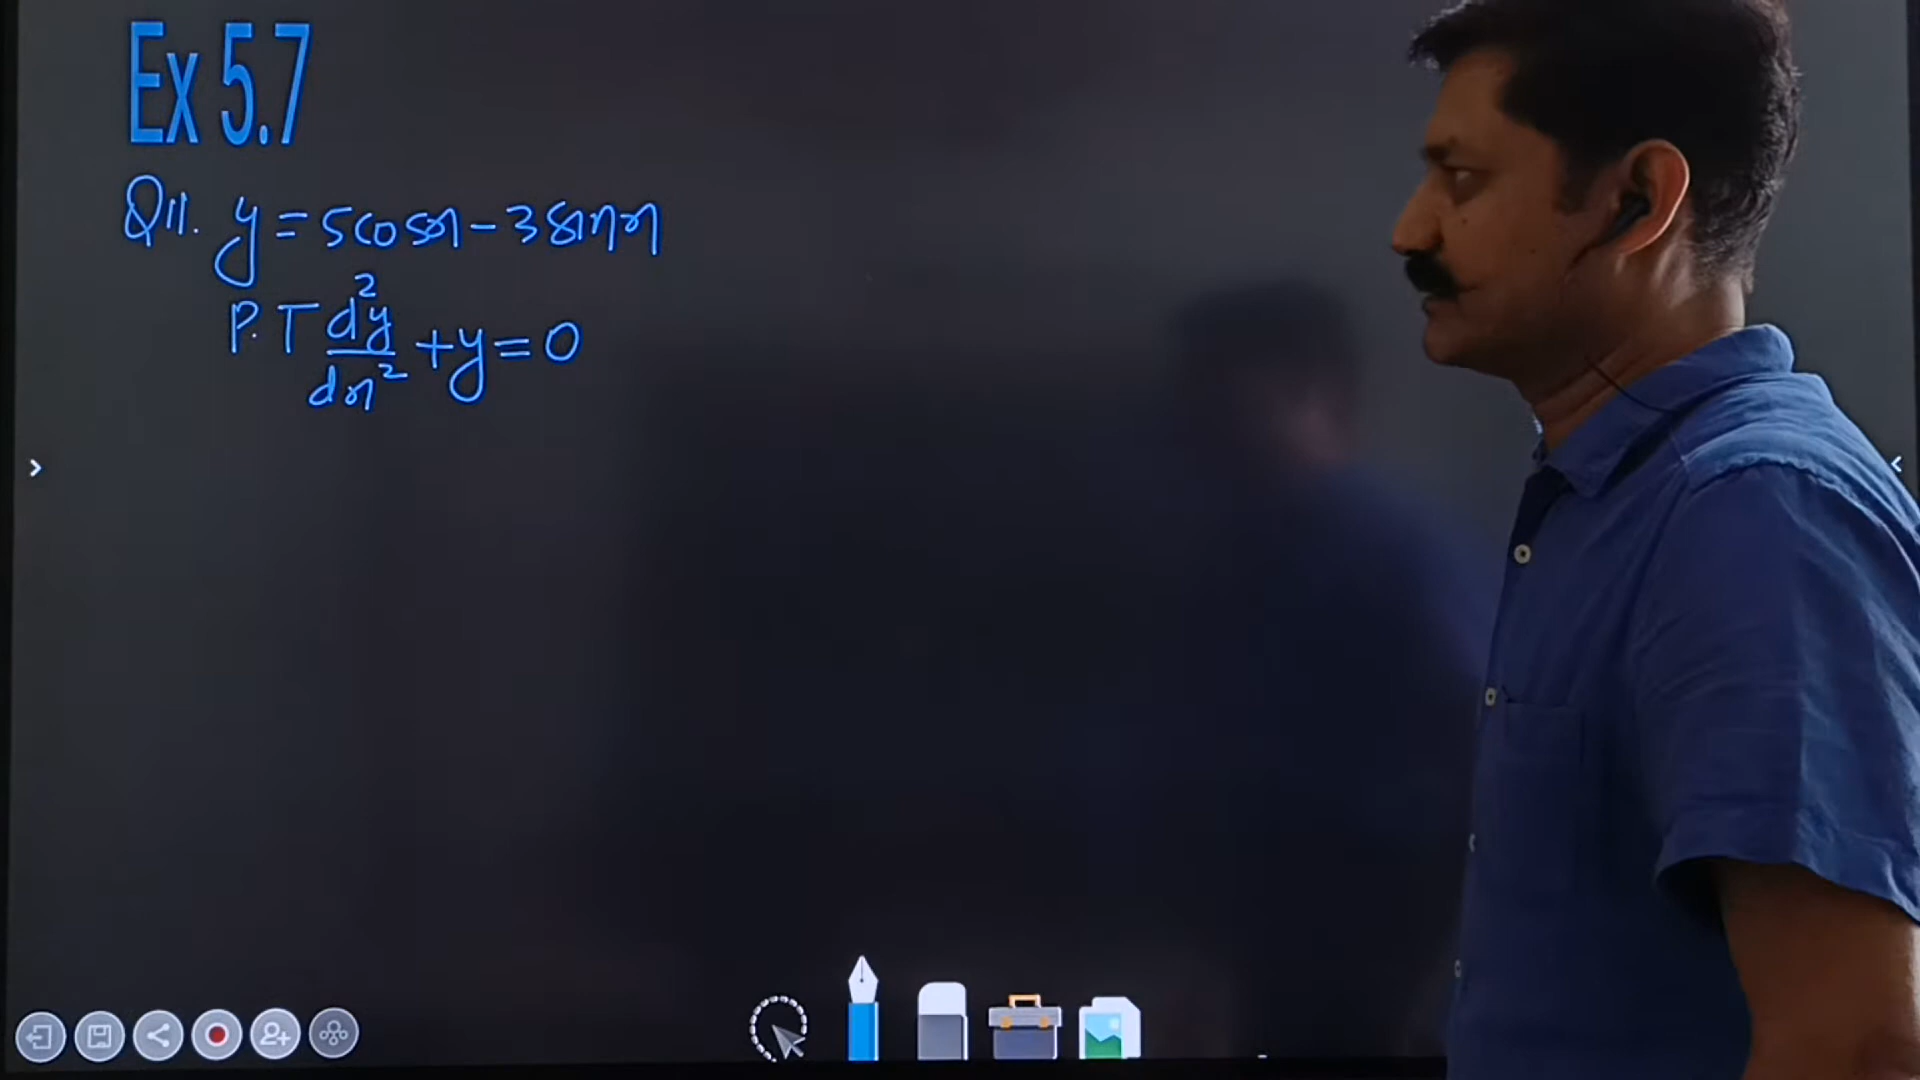 Ex 5.7
Q11. y = 5cosx - 3sinx
P.T d²y/dx² + y = 0